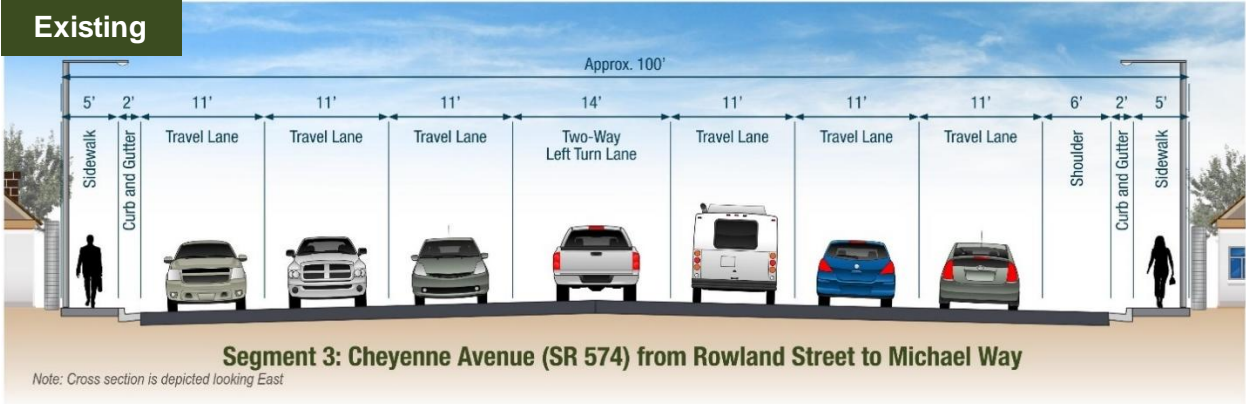 Existing
Approx. 100'
5' 2' 11' 11' 11' 14' 11' 11' 11' 6' 2' 5'
Sidewalk
Curb and Gutter
Travel Lane
Travel Lane
Travel Lane
Two-Way
Left Turn Lane
Travel Lane
Travel Lane
Travel Lane
Shoulder
Curb and Gutter
Sidewalk
Segment 3: Cheyenne Avenue (SR 574) from Rowland Street to Michael Way
Note: Cross section is depicted looking East